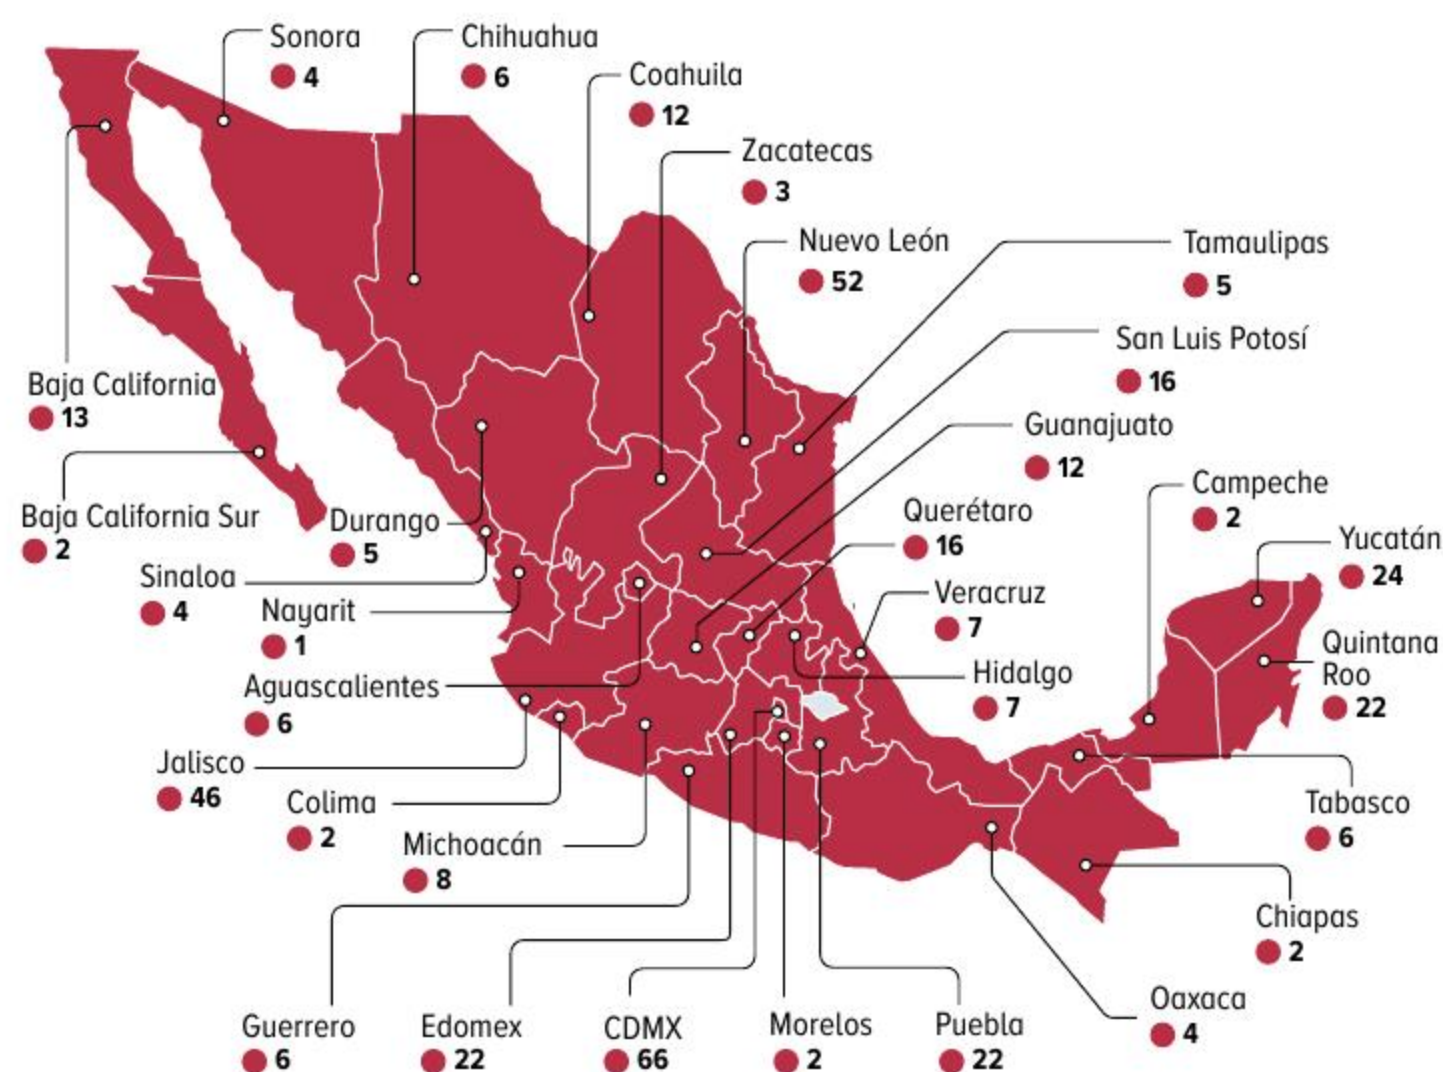 Sonora
4
Chihuahua
6
Coahuila
12
Zacatecas
3
Nuevo León
52
Tamaulipas
5
San Luis Potosí
16
Guanajuato
12
Baja California
13
Campeche
2
Querétaro
16
Baja California Sur
2
Durango
5
Yucatán
24
Sinaloa
4
Nayarit
1
Veracruz
7
Quintana
Roo
22
Hidalgo
7
Aguascalientes
6
Jalisco
46
Colima
2
Tabasco
6
Michoacán
8
Chiapas
2
Oaxaca
4
Guerrero
6
Edomex
22
CDMX
66
Morelos
2
Puebla
22